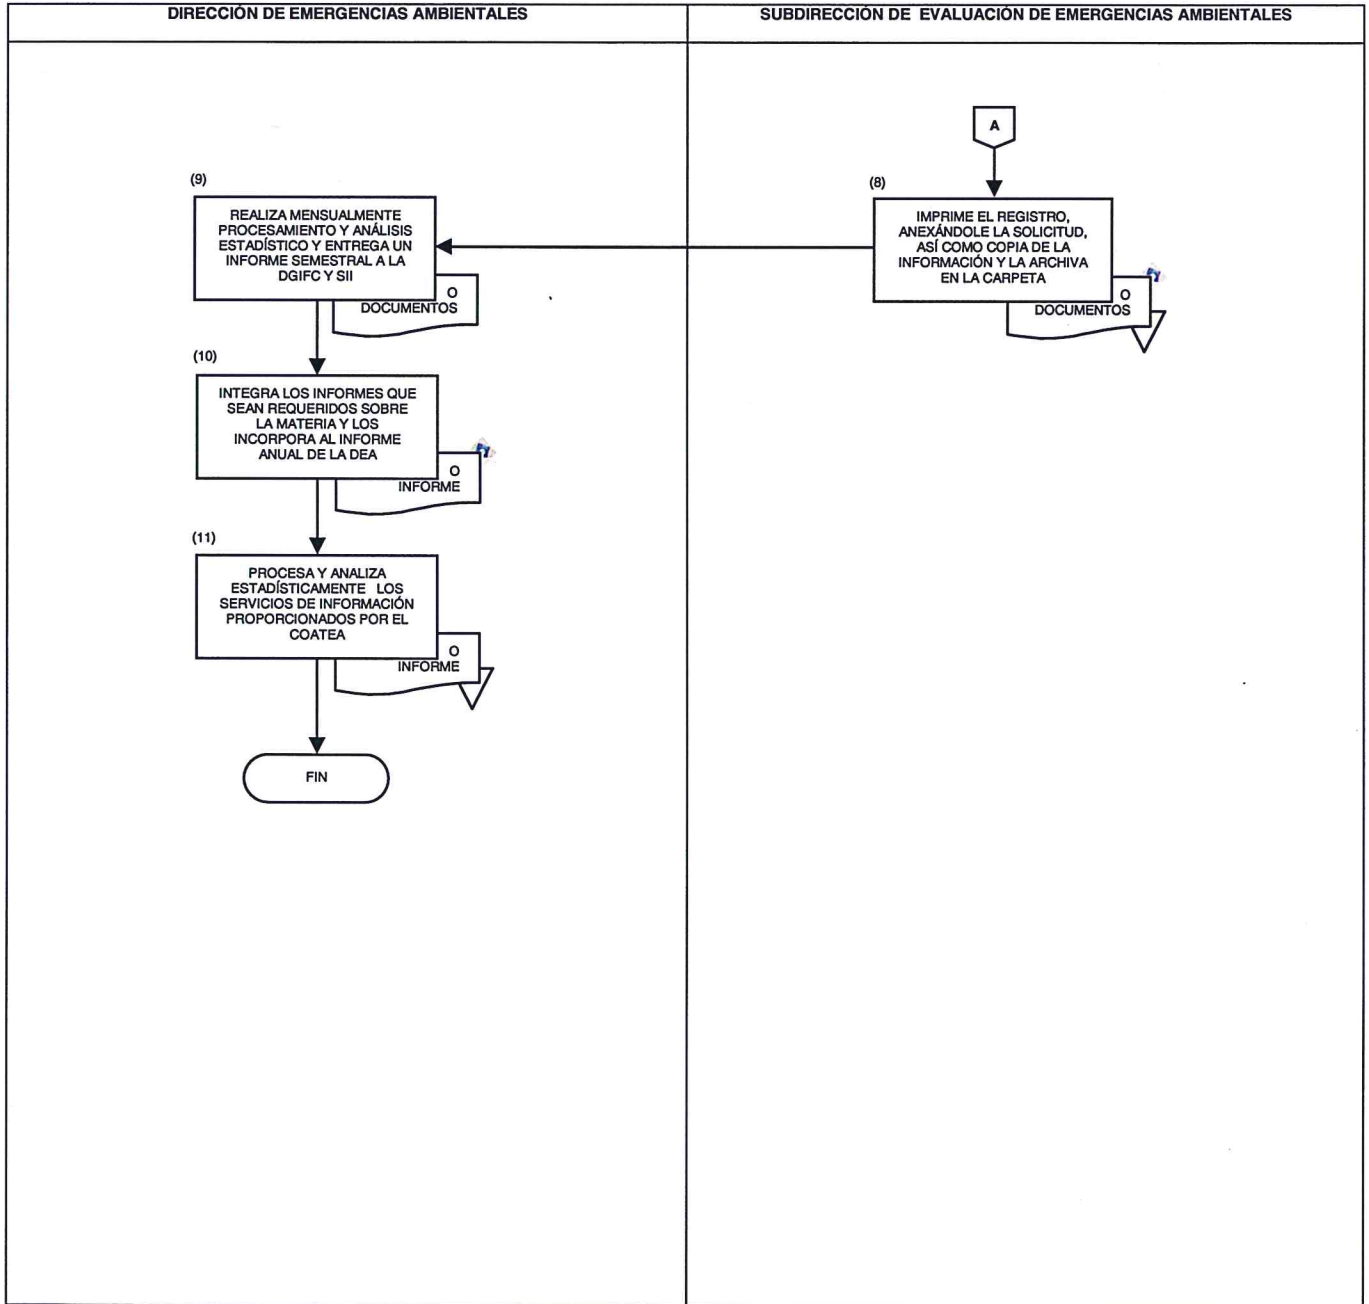 DIRECCIÓN DE EMERGENCIAS AMBIENTALES
SUBDIRECCIÓN DE EVALUACIÓN DE EMERGENCIAS AMBIENTALES
A
(8)
IMPRIME EL REGISTRO,
ANEXÁNDOLE LA SOLICITUD,
ASÍ COMO COPIA DE LA
INFORMACIÓN Y LA ARCHIVA
EN LA CARPETA
O
DOCUMENTOS
(9)
REALIZA MENSUALMENTE
PROCESAMIENTO Y ANÁLISIS
ESTADÍSTICO Y ENTREGA UN
INFORME SEMESTRAL A LA
DGIFC Y SII
O
DOCUMENTOS
(10)
INTEGRA LOS INFORMES QUE
SEAN REQUERIDOS SOBRE
LA MATERIA Y LOS
INCORPORA AL INFORME
ANUAL DE LA DEA
O
INFORME
(11)
PROCESA Y ANALIZA
ESTADÍSTICAMENTE LOS
SERVICIOS DE INFORMACIÓN
PROPORCIONADOS POR EL
COATEA
O
INFORME
FIN